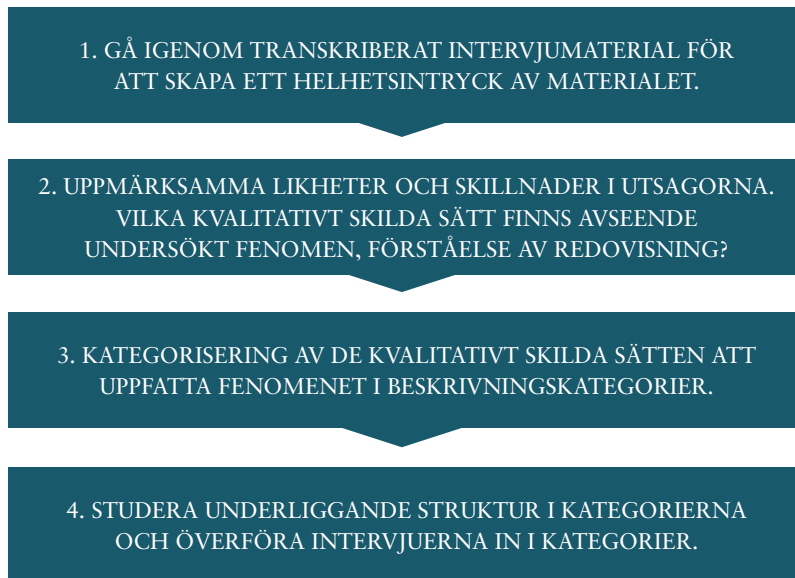 1. GÅ IGENOM TRANSKRIBERAT INTERVJUMATERIAL FÖR
ATT SKAPA ETT HELHETSINTRYCK AV MATERIALET.
2. UPPMÄRKSAMMA LIKHETER OCH SKILLNADER I UTSAGORNA.
VILKA KVALITATIVT SKILDA SÄTT FINNS AVSEENDE
UNDERSÖKT FENOMEN, FÖRSTÅELSE AV REDOVISNING?
3. KATEGORISERING AV DE KVALITATIVT SKILDA SÄTTEN ATT
UPPFATTA FENOMENET I BESKRIVNINGSKATEGORIER.
4. STUDERA UNDERLIGGANDE STRUKTUR I KATEGORIERNA
OCH ÖVERFÖRA INTERVJUERNA IN I KATEGORIER.